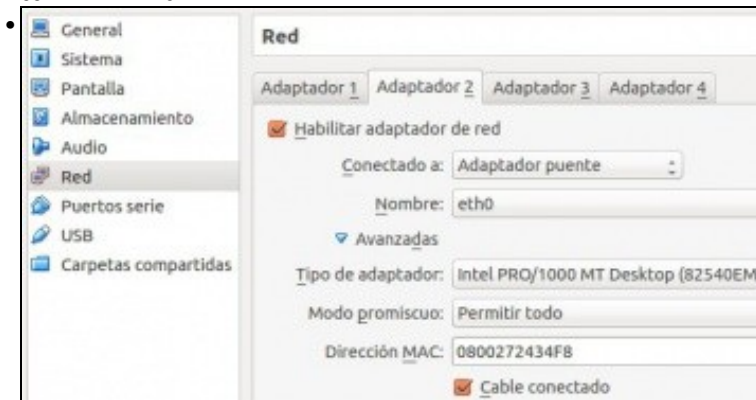 General
Sistema
Pantalla
Almacenamiento
Audio
Red
Puertos serie
USB
Carpetas compartidas
Red
Adaptador 1 Adaptador 2 Adaptador 3 Adaptador 4
Habilitar adaptador de red
Conectado a: Adaptador puente
Nombre: eth0
Avanzadas
Tipo de adaptador: Intel PRO/1000 MT Desktop (82540EM
Modo promiscuo: Permitir todo
Dirección MAC: 0800272434F8
Cable conectado